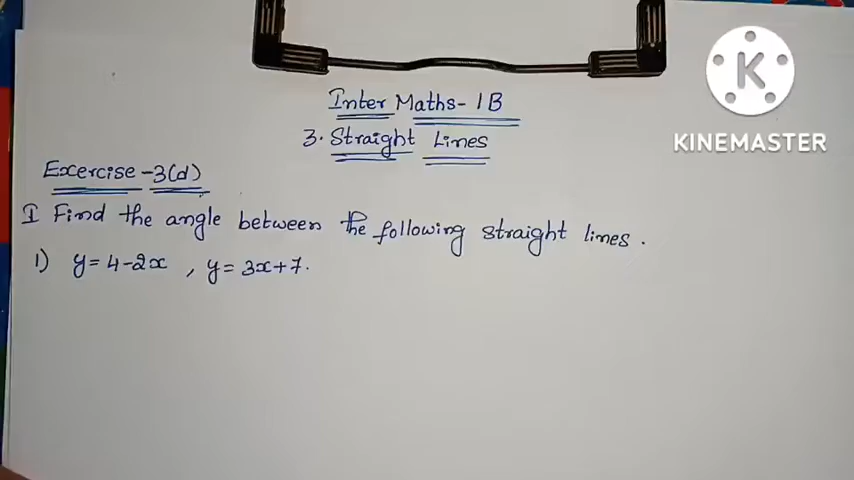 Inter Maths-1B
3. Straight Lines
K
KINEMASTER
Exercise-3(d)
I Find the angle between the following straight lines.
1) y=4-2x , y=3x+7.